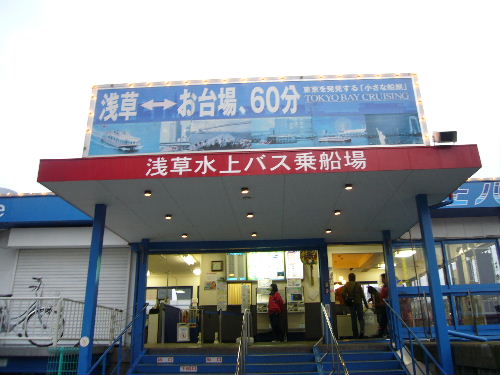 浅草↔お台場、60分
東京を発見する「小さな船旅」
TOKYO BAY CRUISING
浅草水上バス乗船場